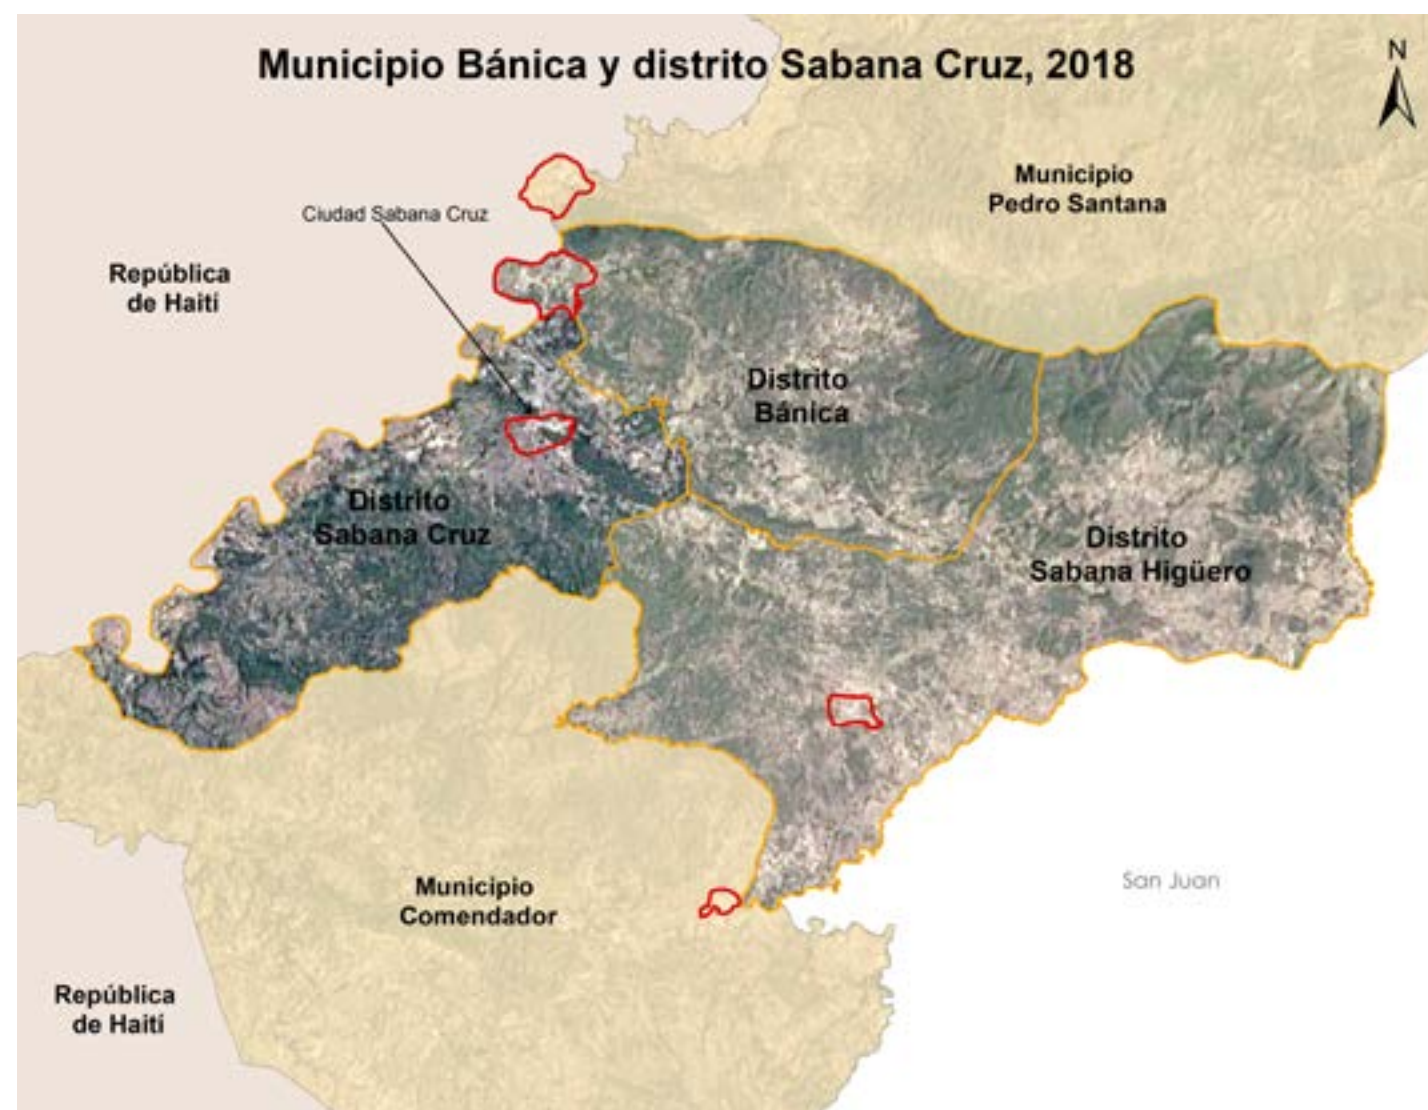 Municipio Bánica y distrito Sabana Cruz, 2018
N
Municipio
Pedro Santana
Ciudad Sabana Cruz
República
de Haití
Distrito
Bánica
Distrito
Sabana Cruz
Distrito
Sabana Higüero
San Juan
Municipio
Comendador
República
de Haití